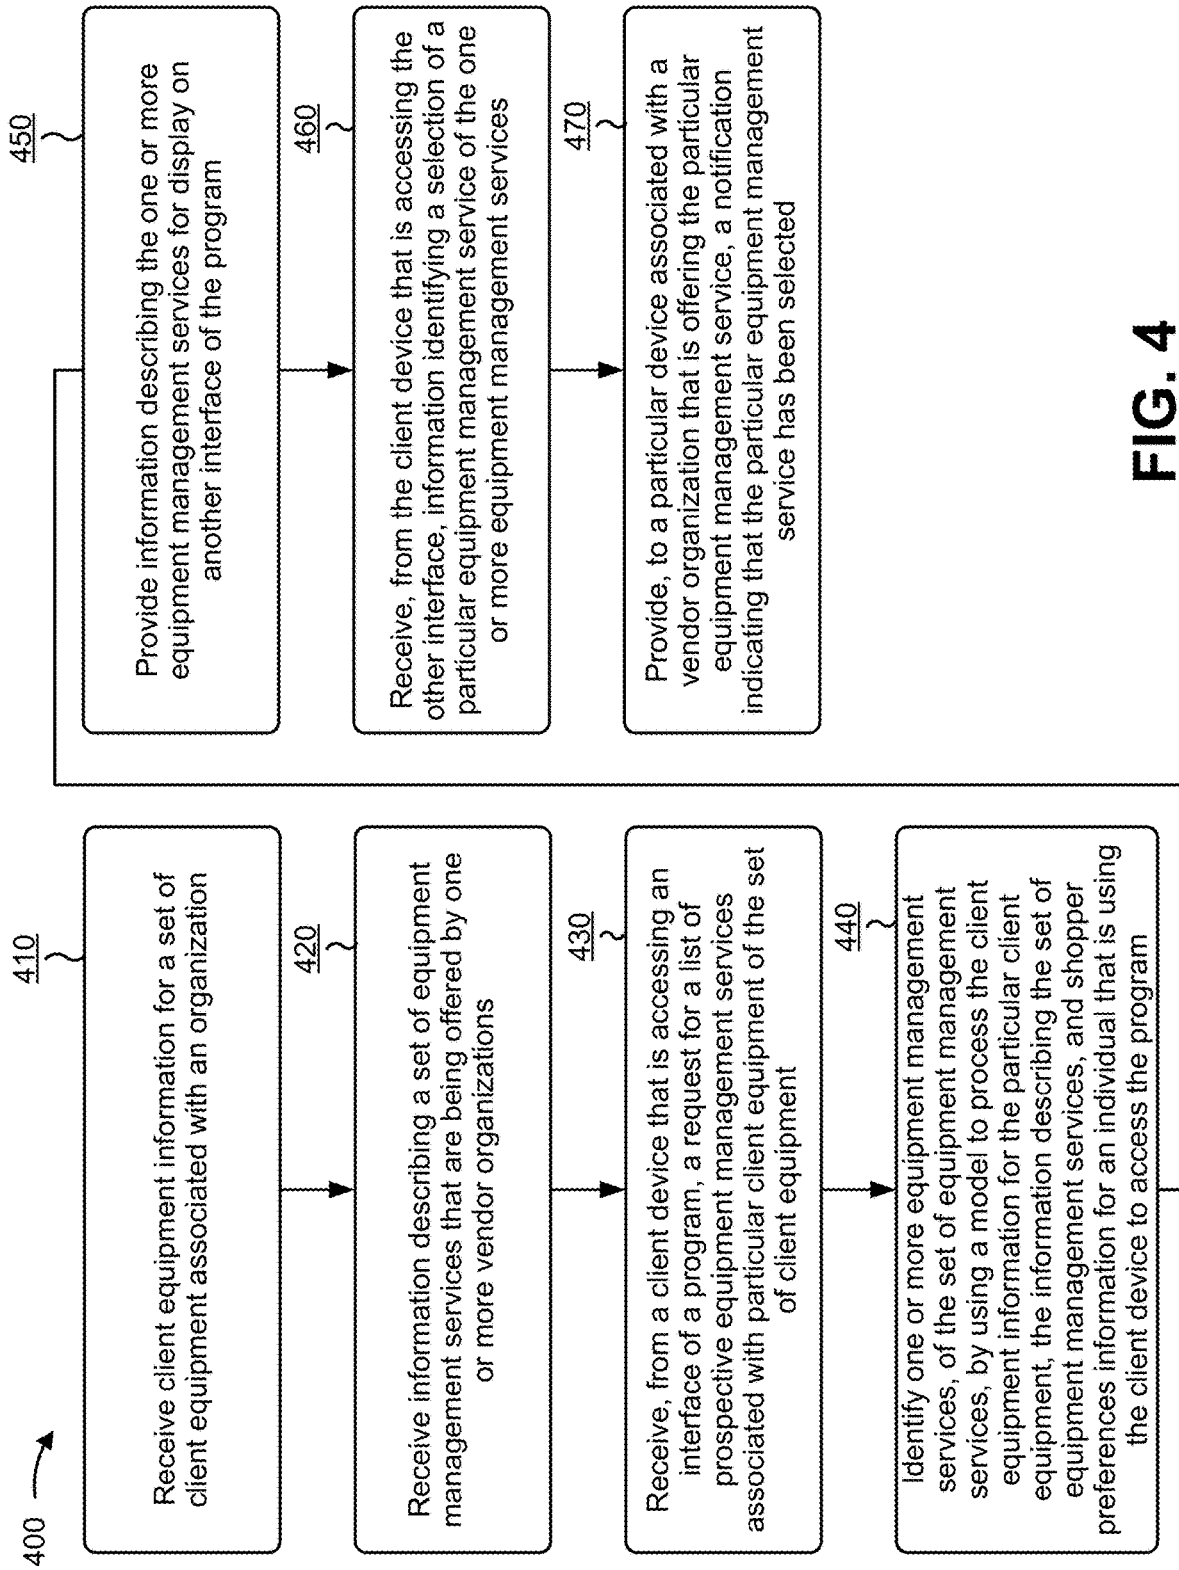 400
410
Receive client equipment information for a set of
client equipment associated with an organization
420
Receive information describing a set of equipment
management services that are being offered by one
or more vendor organizations
430
Receive, from a client device that is accessing an
interface of a program, a request for a list of
prospective equipment management services
associated with particular client equipment of the set
of client equipment
440
Identify one or more equipment management
services, of the set of equipment management
services, by using a model to process the client
equipment information for the particular client
equipment, the information describing the set of
equipment management services, and shopper
preferences information for an individual that is using
the client device to access the program
450
Provide information describing the one or more
equipment management services for display on
another interface of the program
460
Receive, from the client device that is accessing the
other interface, information identifying a selection of a
particular equipment management service of the one
or more equipment management services
470
Provide, to a particular device associated with a
vendor organization that is offering the particular
equipment management service, a notification
indicating that the particular equipment management
service has been selected
FIG. 4